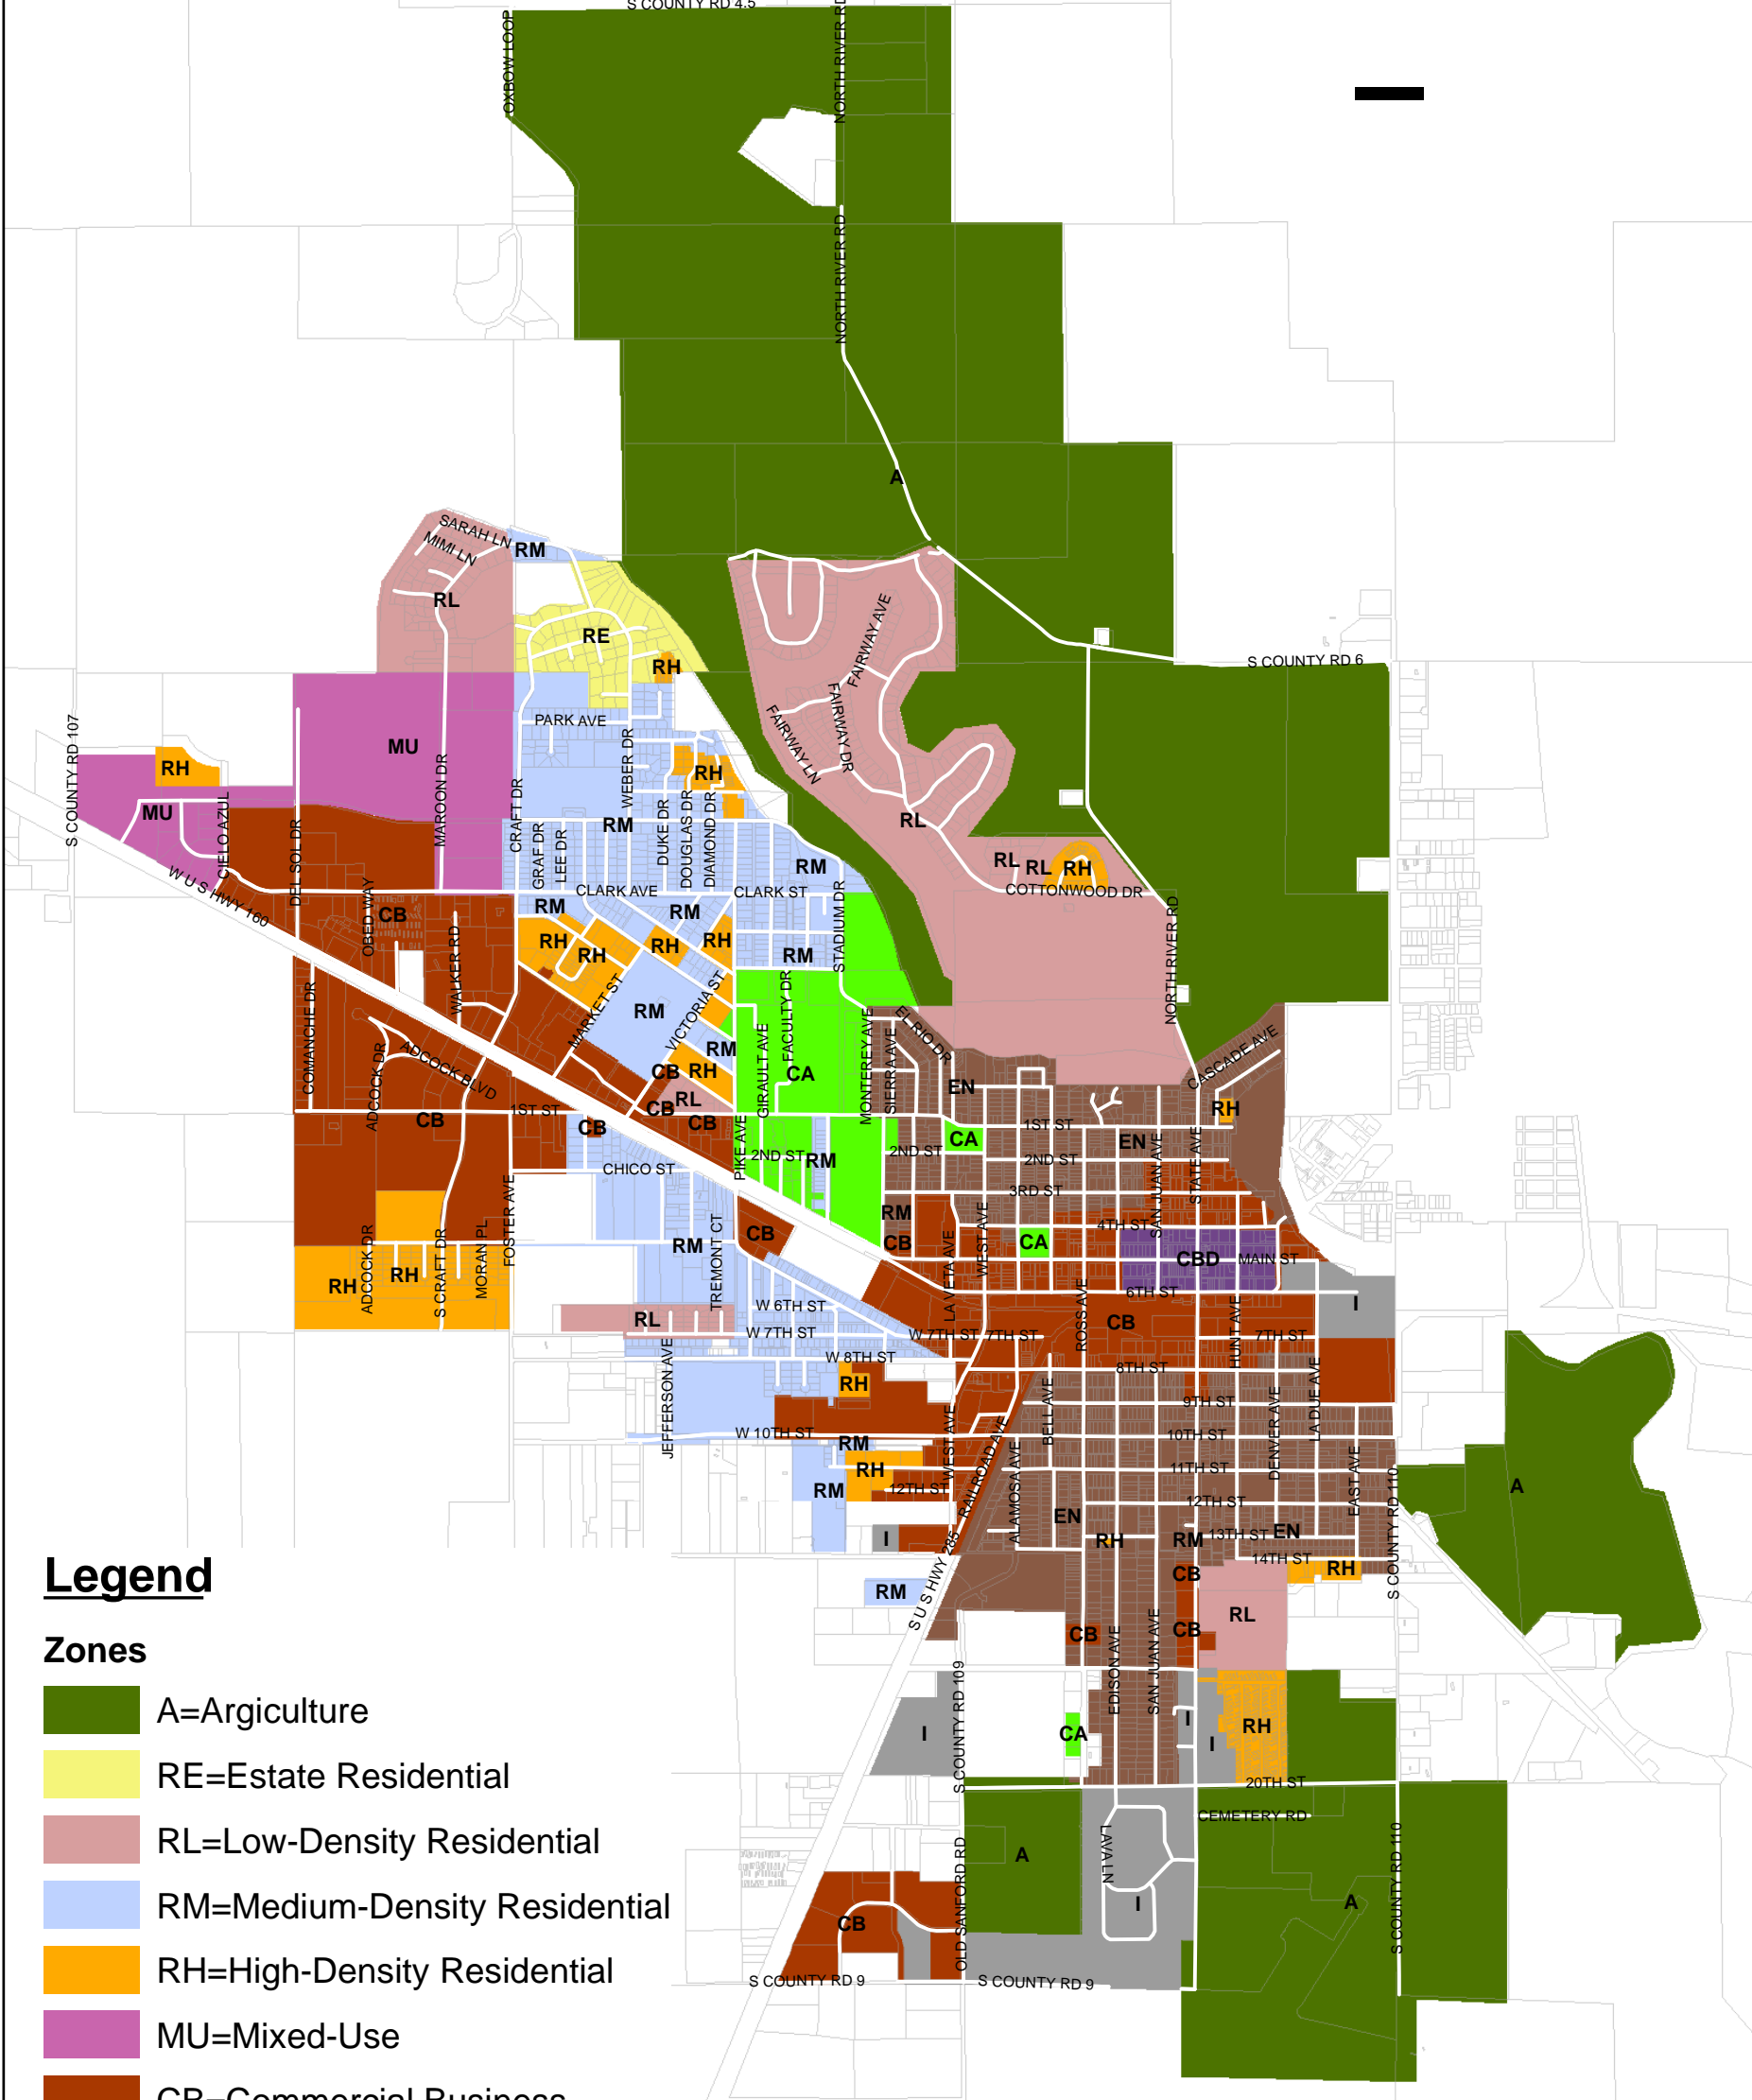 S COUNTY RD 4.5
OXBOW LOOP
NORTH RIVER RD
NORTH RIVER RD
A
SARAH LN
MIMI LN
RM
RL
RE
RH
FAIRWAY AVE
S COUNTY RD 6
PARK AVE
FAIRWAY DR
FAIRWAY LN
S COUNTY RD 107
MU
RH
MAROON DR
WEBER DR
RH
MU
CIELO AZUL
DEL SOL DR
CRAFT DR
GRAF DR
LEE DR
RM
DUKE DR
DOUGLAS DR
DIAMOND DR
RL
RM
RL
RL
RH
COTTONWOOD DR
W U S HWY 160
CLARK AVE
CLARK ST
OBED WAY
CB
RM
RM
STADIUM DR
NORTH RIVER RD
WALKER RD
RH
RH
RH
RH
RM
COMANCHE DR
MARKET ST
RM
VICTORIA ST
FACULTY DR
EL RIO DR
ADCOCK DR
ADCOCK BLVD
RM
GIRAULT AVE
MONTEREY AVE
SIERRA AVE
CASCADE AVE
CB
RH
CA
EN
RL
CB
CB
1ST ST
CB
CB
RH
1ST ST
CA
EN
PIKE AVE
2ND ST
RM
2ND ST
2ND ST
SAN JUAN AVE
STATE AVE
CHICO ST
3RD ST
FOSTER AVE
RM
4TH ST
ADCOCK DR
S CRAFT DR
MORAN PL
RM
TREMONT CT
CB
CB
LA VETA AVE
WEST AVE
CA
CBD
MAIN ST
RH
RH
6TH ST
I
RL
W 6TH ST
ROSS AVE
CB
HUNT AVE
W 7TH ST
W 7TH ST
7TH ST
7TH ST
JEFFERSON AVE
W 8TH ST
8TH ST
RH
BELL AVE
9TH ST
DENVER AVE
LA DUE AVE
W 10TH ST
RM
WEST AVE
10TH ST
RH
RAILROAD AVE
ALAMOSA AVE
11TH ST
EAST AVE
RM
12TH ST
12TH ST
S COUNTY RD 110
A
EN
I
RH
RM
13TH ST
EN
14TH ST
RH
CB
RM
S U S HWY 285
RL
CB
CB
EDISON AVE
SAN JUAN AVE
S COUNTY RD 109
I
CA
I
I
RH
20TH ST
CEMETERY RD
A
LAVA LN
I
A
S COUNTY RD 110
CB
OLD SANFORD RD
S COUNTY RD 9
S COUNTY RD 9
Legend
Zones
A=Argiculture
RE=Estate Residential
RL=Low-Density Residential
RM=Medium-Density Residential
RH=High-Density Residential
MU=Mixed-Use
CB=Commercial Business